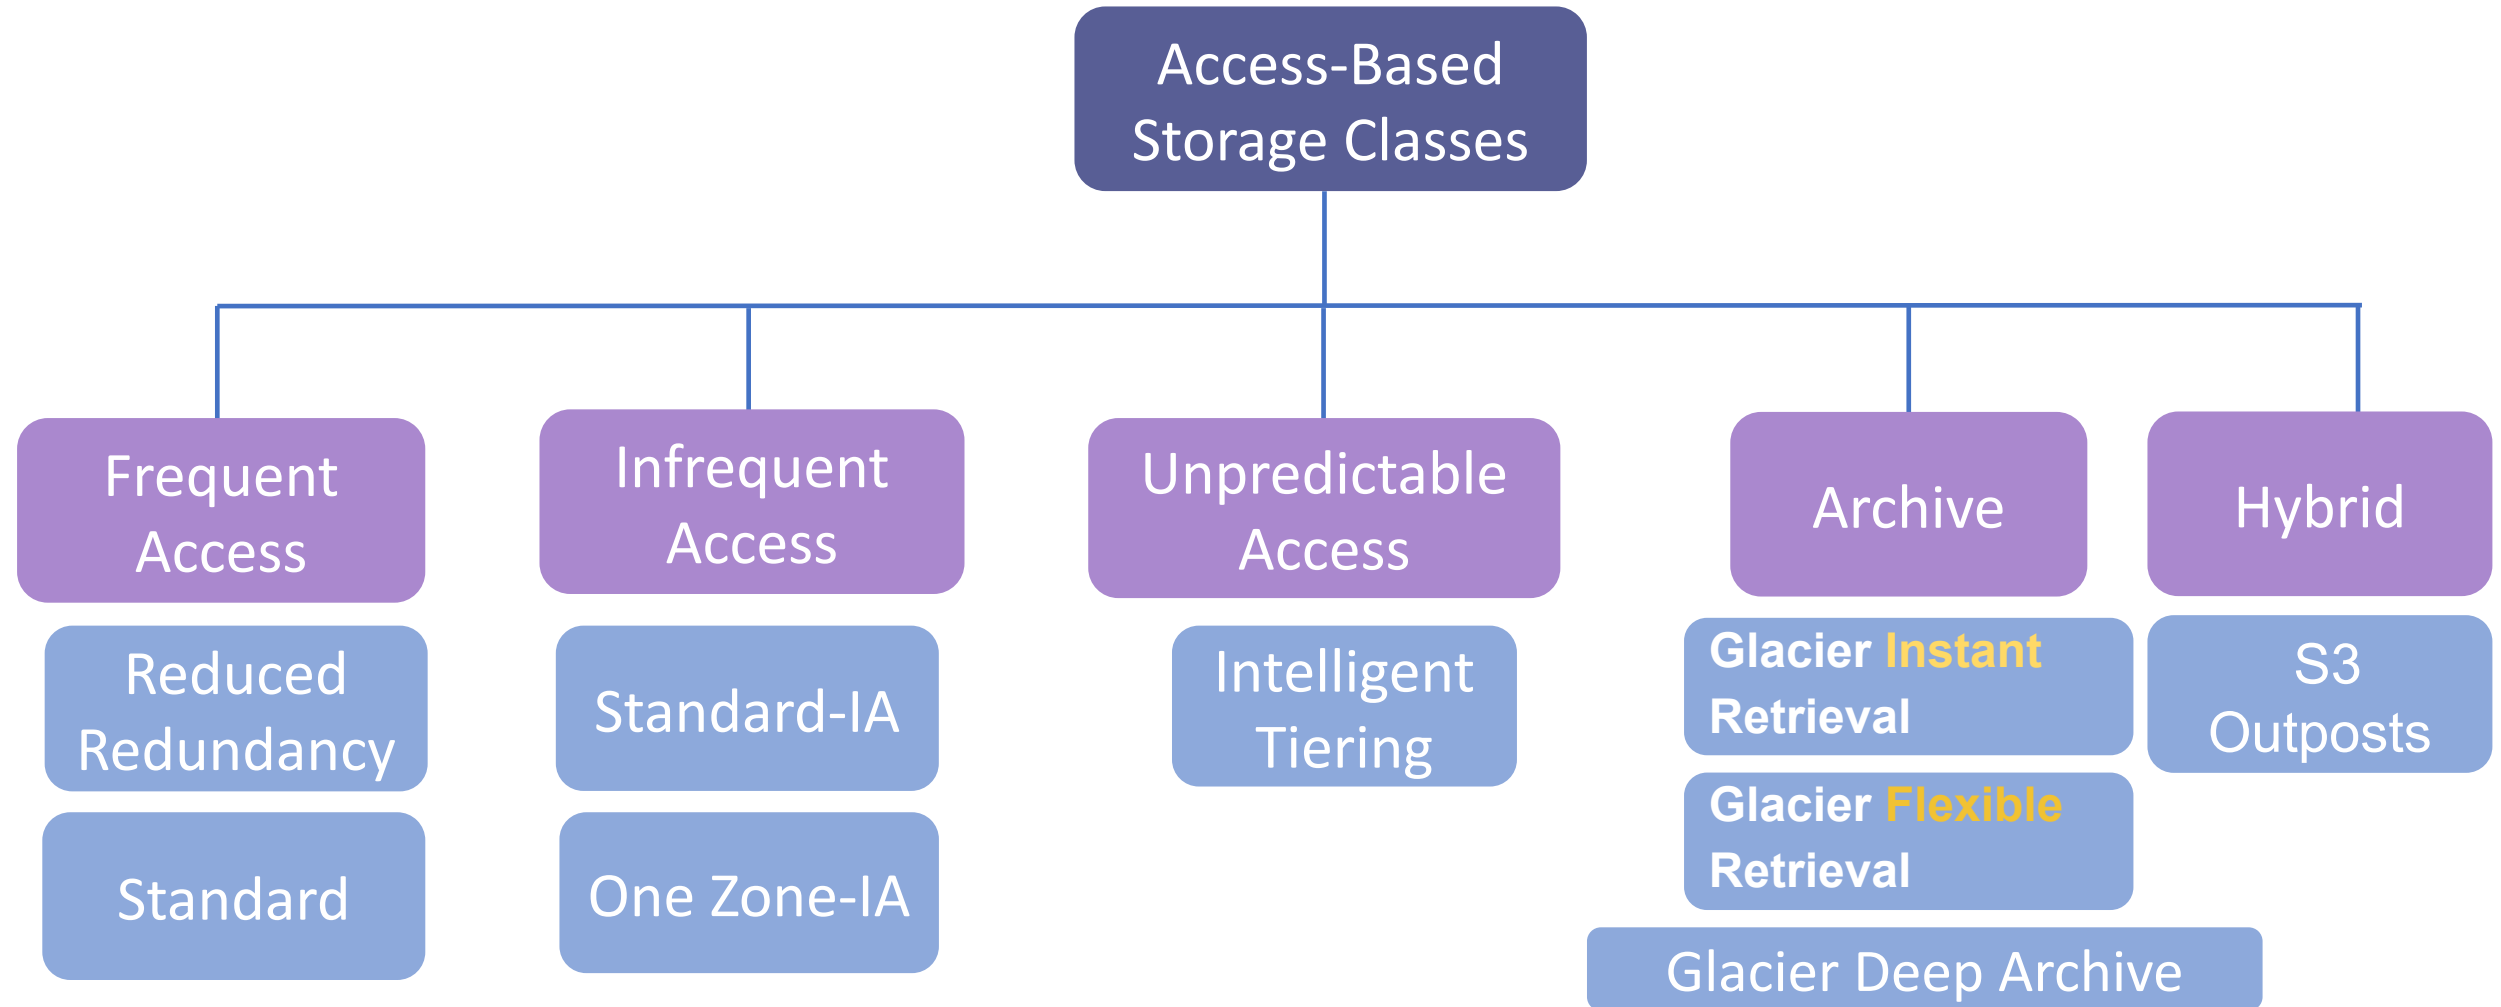 Access-Based
Storage Classes
Frequent
Access
Infrequent
Access
Unpredictable
Access
Archive
Hybrid
Reduced
Redundancy
Standard
Standard-IA
One Zone-IA
Intelligent
Tiering
Glacier Instant
Retrieval
Glacier Flexible
Retrieval
Glacier Deep Archive
S3
Outposts